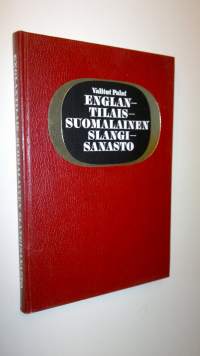 Valitut Palat
ENGLAN-
TILAIS-
SUOMALAINEN
SLANGI-
SANASTO